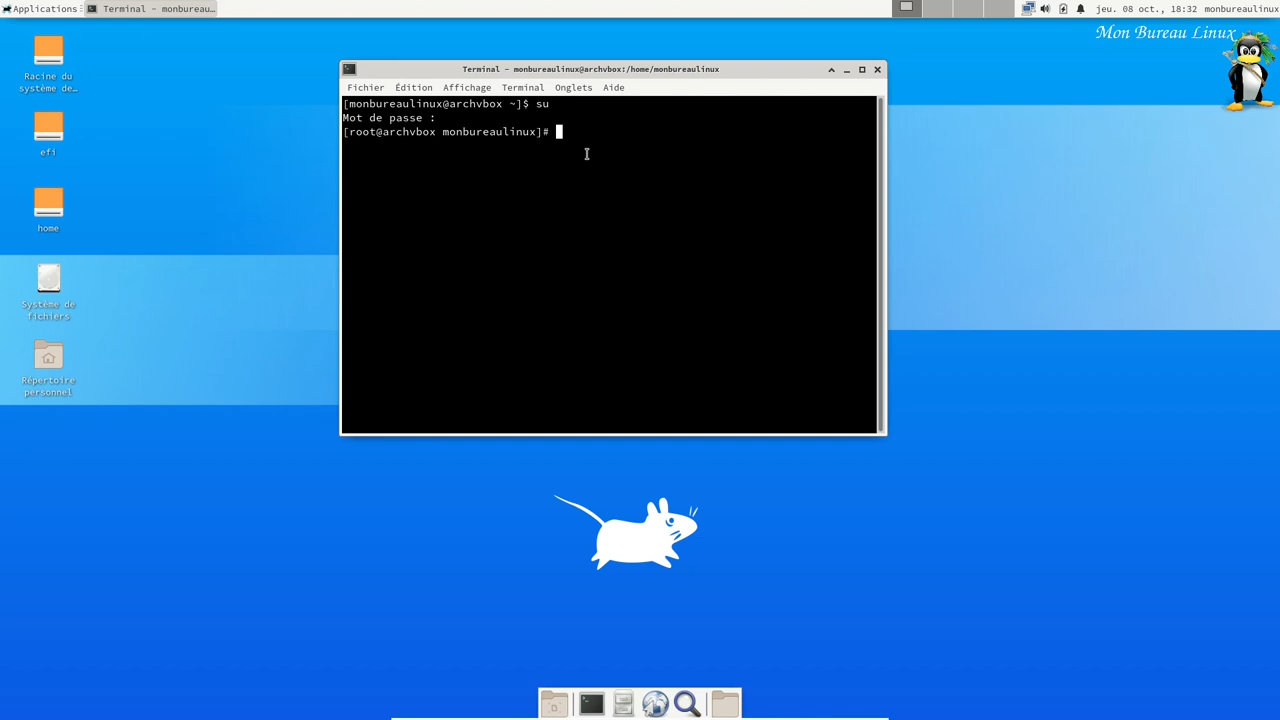 Applications
Terminal - monbureau...
jeu. 08 oct., 18:32 monbureaulinux
Mon Bureau Linux
Racine du
système de...
efi
home
Système de
fichiers
Répertoire
personnel
Terminal - monbureaulinux@archvbox:/home/monbureaulinux
Fichier Édition Affichage Terminal Onglets Aide
[monbureaulinux@archvbox ~]$ su
Mot de passe :
[root@archvbox monbureaulinux]#